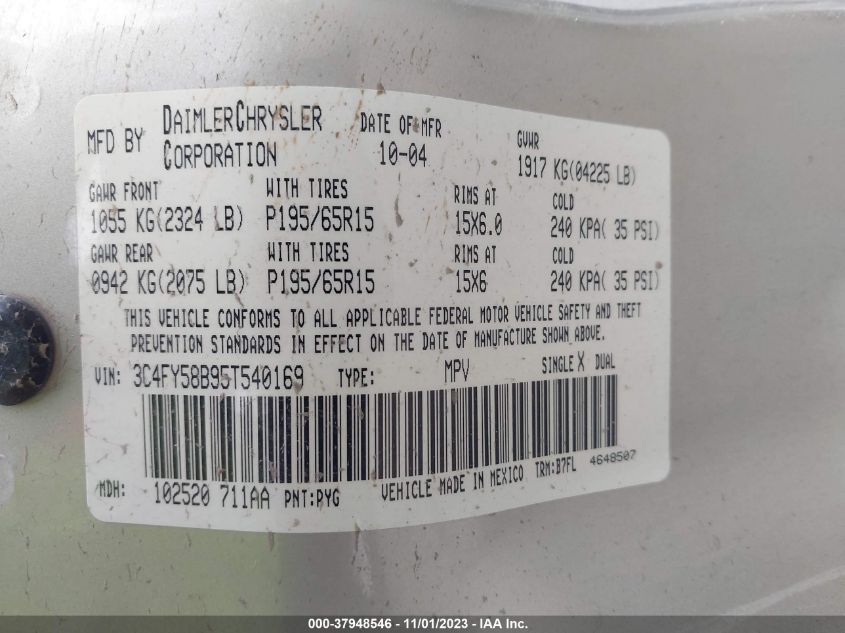 MFD BY DAIMLERCHRYSLER CORPORATION
DATE OF MFR 10-04
GVWR 1917 KG(04225 LB)
GAWR FRONT WITH TIRES RIMS AT COLD
1055 KG(2324 LB) P195/65R15 15X6.0 240 KPA( 35 PSI)
GAWR REAR WITH TIRES RIMS AT COLD
0942 KG(2075 LB) P195/65R15 15X6 240 KPA( 35 PSI)
THIS VEHICLE CONFORMS TO ALL APPLICABLE FEDERAL MOTOR VEHICLE SAFETY AND THEFT
PREVENTION STANDARDS IN EFFECT ON THE DATE OF MANUFACTURE SHOWN ABOVE.
VIN: 3C4FY58B95T540169 TYPE: MPV SINGLE X DUAL
MDH: 102520 711AA PNT:PYG VEHICLE MADE IN MEXICO TRM:B7FL 4648507
000-37948546 - 11/01/2023 - IAA Inc.